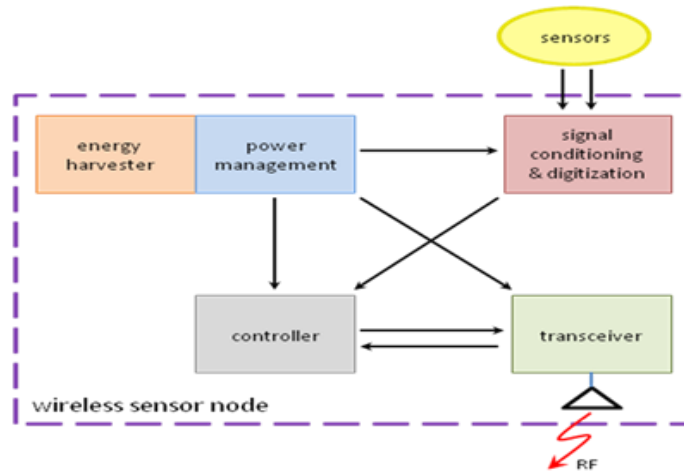 sensors
energy
harvester
power
management
signal
conditioning
& digitization
controller
transceiver
wireless sensor node
RF